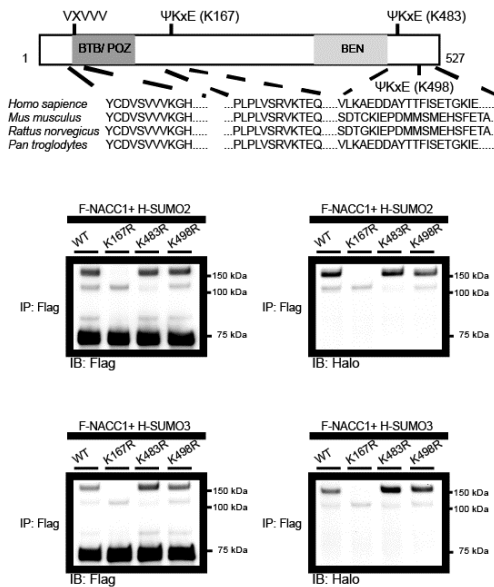 VXVVV
ΨKxE (K167)
ΨKxE (K483)
BTB/ POZ
BEN
1
527
ΨKxE (K498)
Homo sapience YCDVSVVVKGH..... ...PLPLVSRVKTEQ.....VLKAEDDAYTTFISETGKIE.....
Mus musculus YCDVSVVVKGH..... ...PLPLVSRVKTEQ.....SDTCKIEPDMMSMEHSFETA..
Rattus norvegicus YCDVSVVVKGH..... ...PLPLVSRVKTEQ.....SDTGKIEPDMMSMEHSFETA..
Pan troglodytes YCDVSVVVKGH..... ...PLPLVSRVKTEQ.....VLKAEDDAYTTFISETGKIE.....
F-NACC1+ H-SUMO2
WT K167R K483R K498R
150 kDa
100 kDa
75 kDa
IP: Flag
IB: Flag
F-NACC1+ H-SUMO2
WT K167R K483R K498R
150 kDa
100 kDa
75 kDa
IP: Flag
IB: Halo
F-NACC1+ H-SUMO3
WT K167R K483R K498R
150 kDa
100 kDa
75 kDa
IP: Flag
IB: Flag
F-NACC1+ H-SUMO3
WT K167R K483R K498R
150 kDa
100 kDa
75 kDa
IP: Flag
IB: Halo